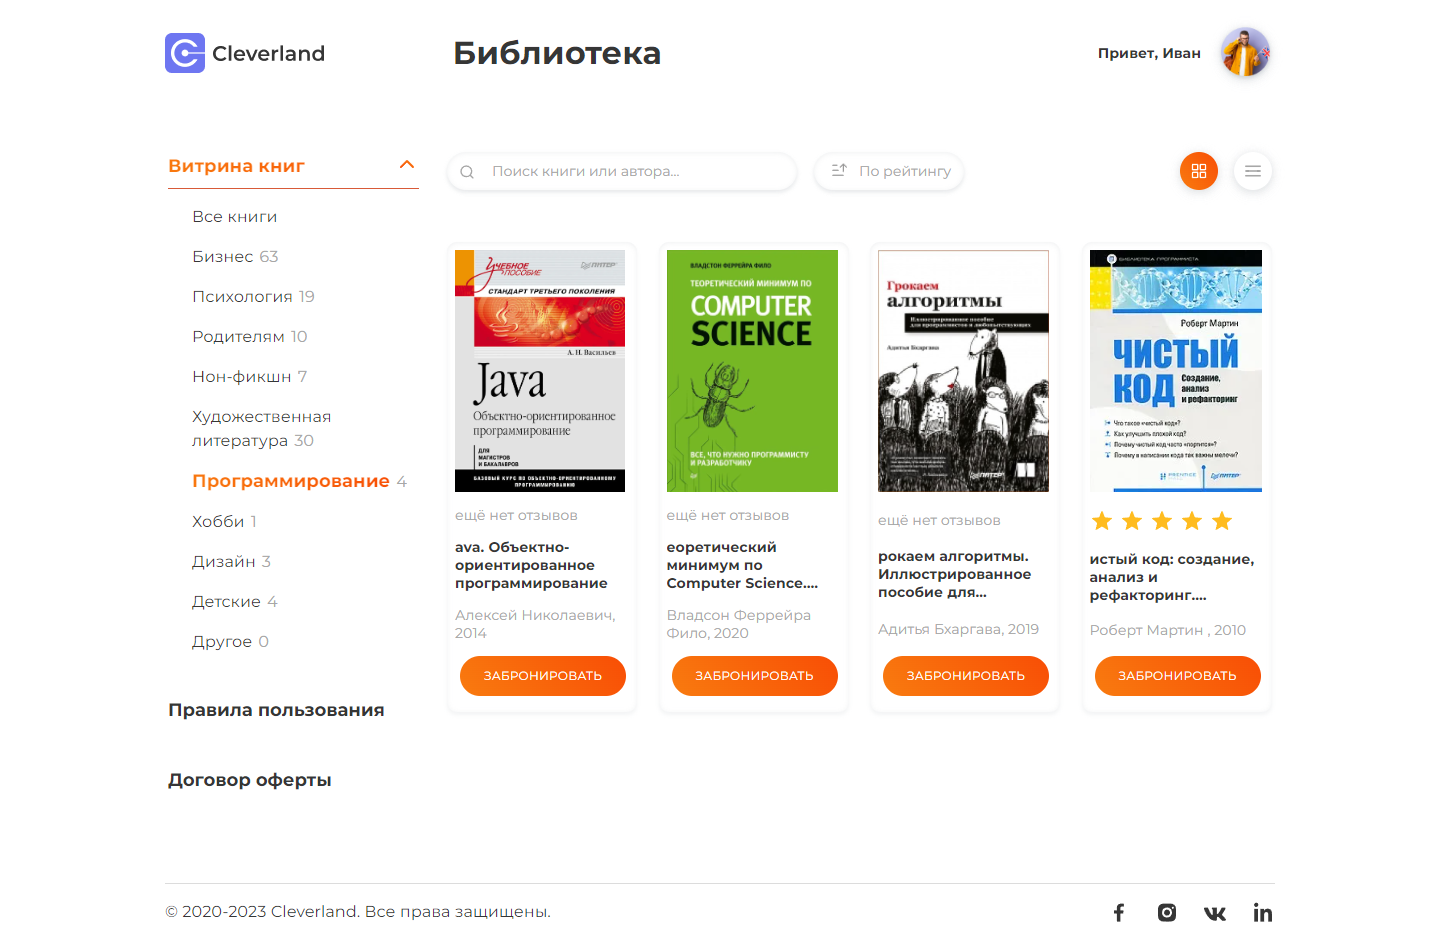 Cleverland
Библиотека
Привет, Иван
Витрина книг
Поиск книги или автора...
По рейтингу
Все книги
Бизнес 63
Психология 19
Родителям 10
Нон-фикшн 7
Художественная
литература 30
Программирование 4
Хобби 1
Дизайн 3
Детские 4
Другое 0
Правила пользования
Договор оферты
УЧЕБНОЕ
ПОСОБИЕ
ПИТЕР
СТАНДАРТ ТРЕТЬЕГО ПОКОЛЕНИЯ
А. Н. Васильев
Java
Объектно-ориентированное
программирование
ДЛЯ
МАГИСТРОВ
И БАКАЛАВРОВ
БАЗОВЫЙ КУРС ПО ОБЪЕКТНО-ОРИЕНТИРОВАННОМУ
ПРОГРАММИРОВАНИЮ
ещё нет отзывов
ava. Объектно-
ориентированное
программирование
Алексей Николаевич,
2014
ЗАБРОНИРОВАТЬ
ВЛАДСТОН ФЕРРЕЙРА ФИЛО
ТЕОРЕТИЧЕСКИЙ МИНИМУМ ПО
COMPUTER
SCIENCE
ВСЕ, ЧТО НУЖНО ПРОГРАММИСТУ
И РАЗРАБОТЧИКУ
ещё нет отзывов
еоретический
минимум по
Computer Science....
Владсон Феррейра
Фило, 2020
ЗАБРОНИРОВАТЬ
Грокаем
алгоритмы
Иллюстрированное пособие
для программистов и любопытствующих
Адитья Бхаргава
ПИТЕР
ещё нет отзывов
рокаем алгоритмы.
Иллюстрированное
пособие для...
Адитья Бхаргава, 2019
ЗАБРОНИРОВАТЬ
БИБЛИОТЕКА ПРОГРАММИСТА
Роберт Мартин
ЧИСТЫЙ
КОД
Создание,
анализ
и рефакторинг
Что такое «чистый код»?
Как улучшить плохой код?
Почему чистый код часто «портится»?
Почему в написании кода так важны мелочи?
PRENTICE
ПИТЕР
истый код: создание,
анализ и
рефакторинг....
Роберт Мартин , 2010
ЗАБРОНИРОВАТЬ
© 2020-2023 Cleverland. Все права защищены.